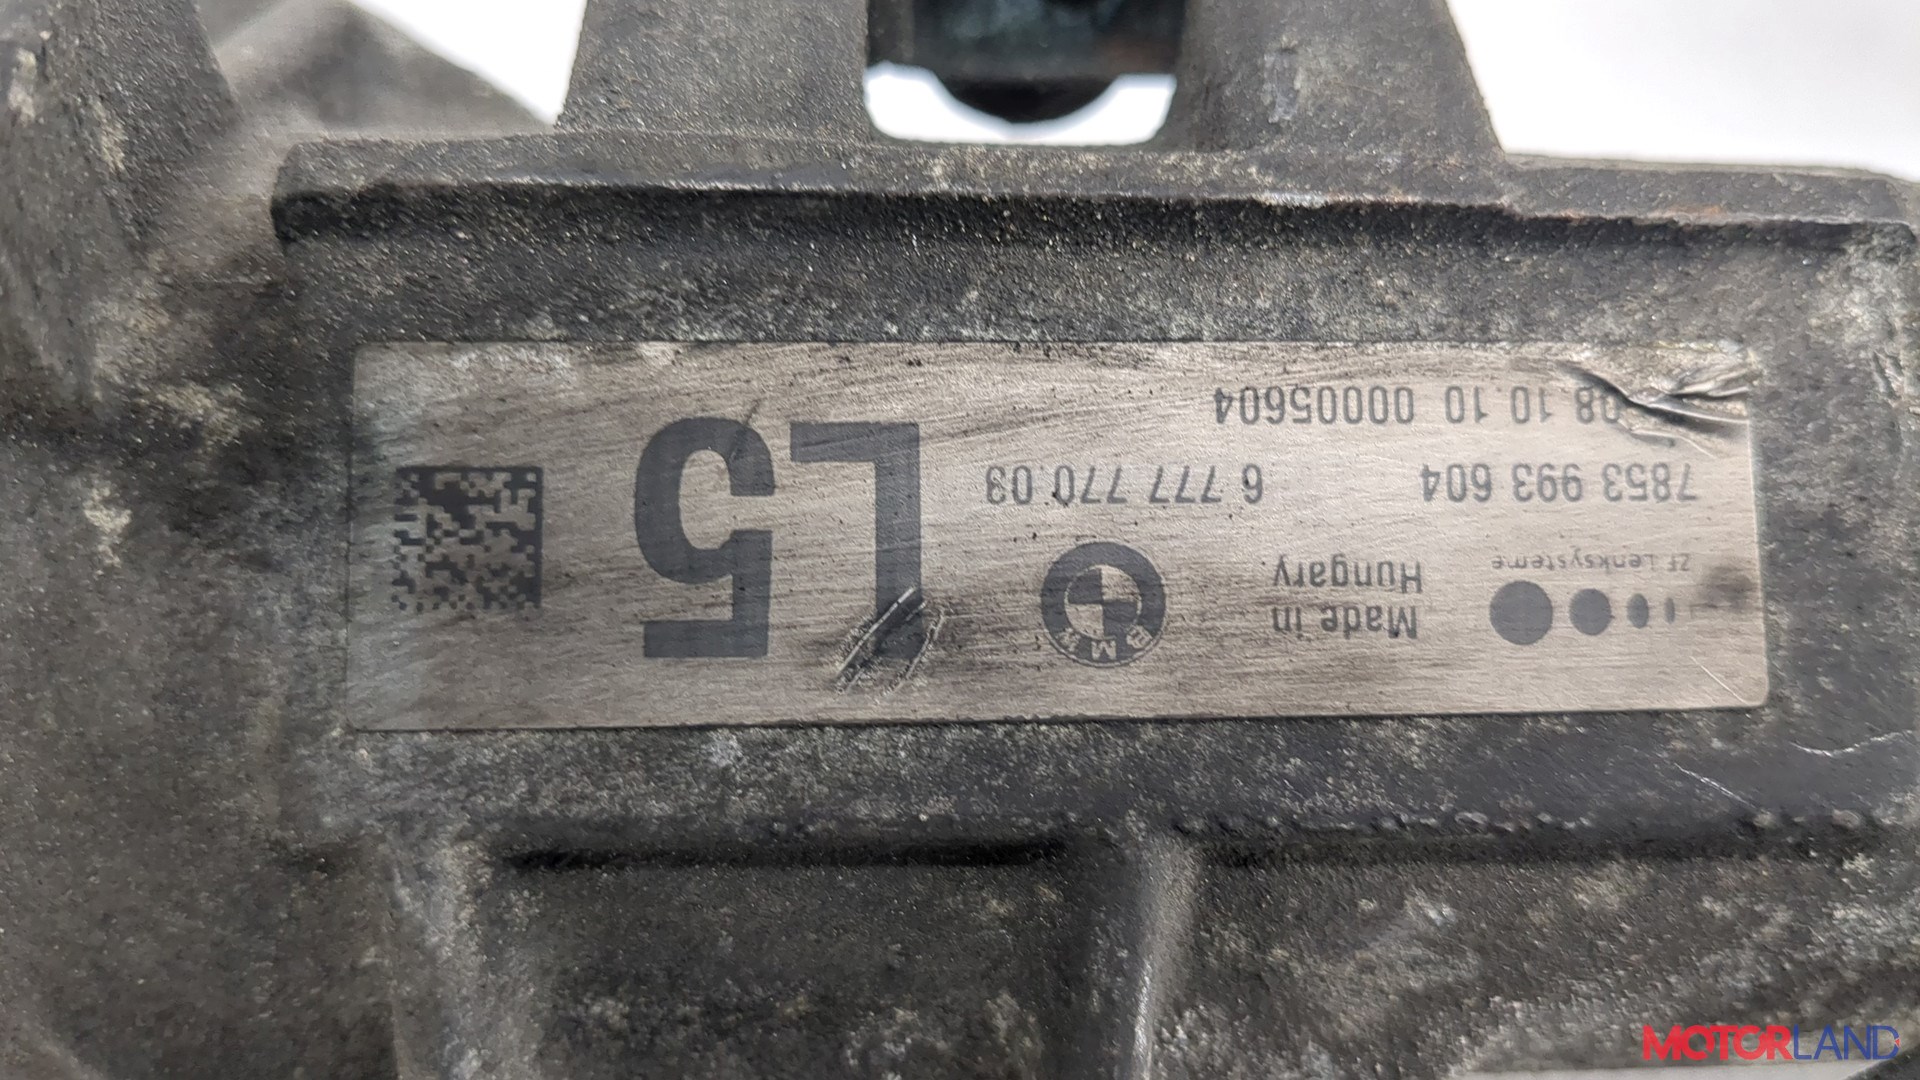 ZF Lenksysteme
Made in
Hungary
BMW
L5
7853 993 604
6 777 770.03
08 10.10 00005604
MOTORLAND